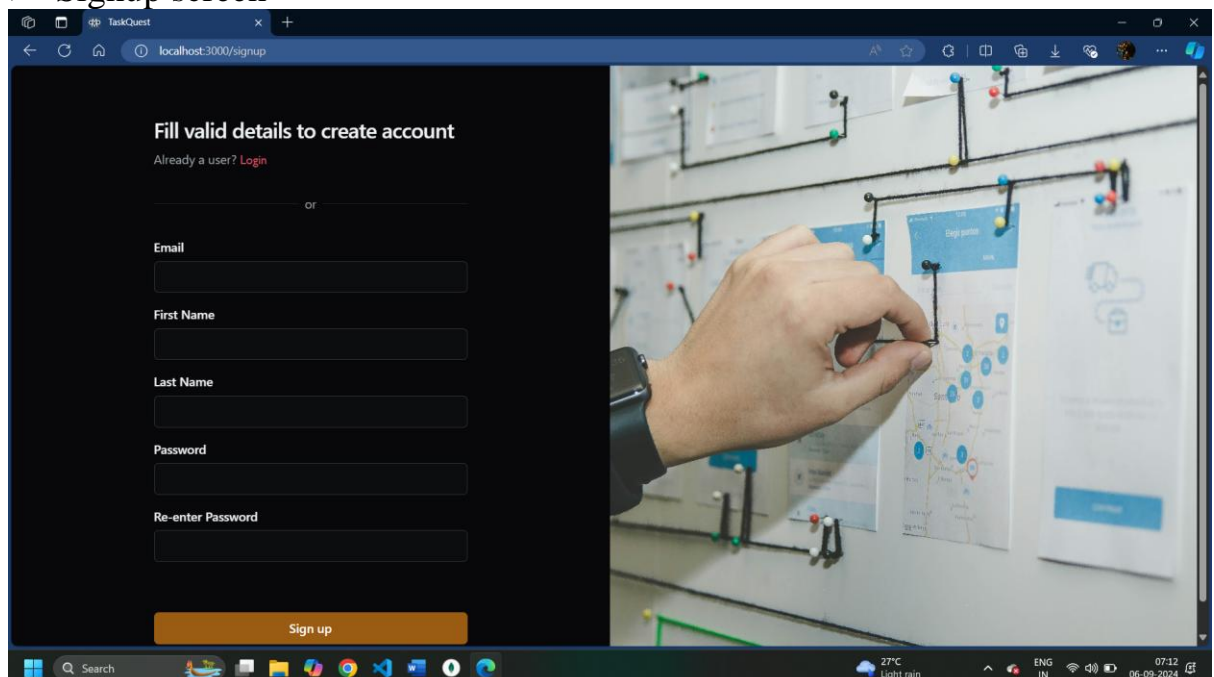 Signup screen
TaskQuest
localhost:3000/signup
Fill valid details to create account
Already a user? Login
or
Email
First Name
Last Name
Password
Re-enter Password
Sign up
Elegir porton
Search
27°C
Light rain
ENG
IN
07:12
06-09-2024